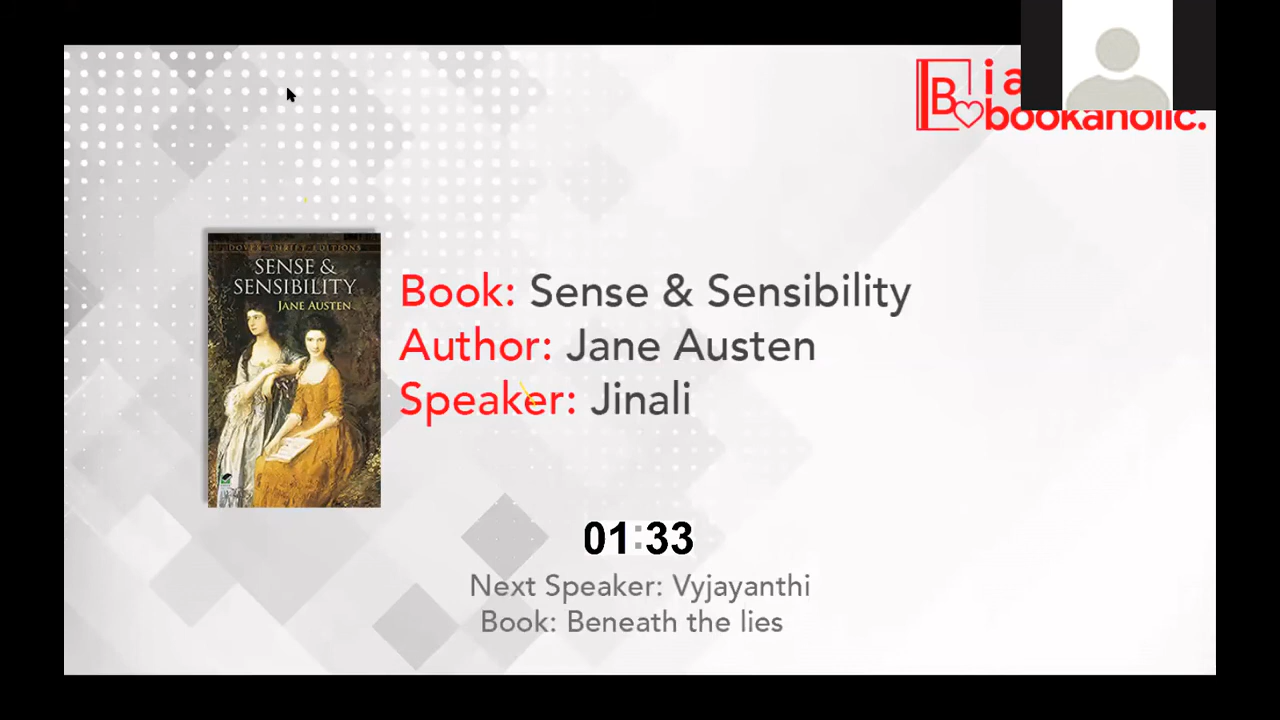 B
i a
bookaholic.
DOVER THRIFT EDITIONS
SENSE &
SENSIBILITY
JANE AUSTEN
Book: Sense & Sensibility
Author: Jane Austen
Speaker: Jinali
01:33
Next Speaker: Vyjayanthi
Book: Beneath the lies